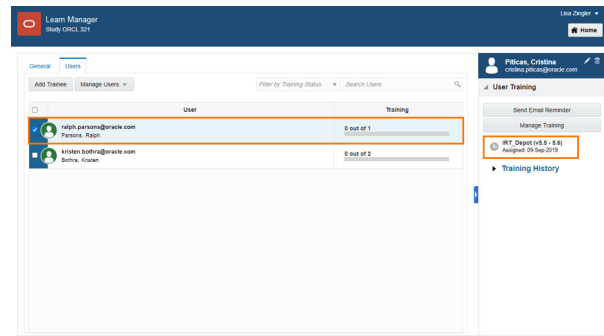 Lisa Ziegler
Learn Manager
Study ORCL 321
Home
General Users
Add Trainee Manage Users Filter by Training Status Search Users
User Training
ralph.parsons@oracle.com 0 out of 1
Parsons, Ralph
kristen.bothra@oracle.com 0 out of 2
Bothra, Kristen
Piticas, Cristina
cristina.piticas@oracle.com
User Training
Send Email Reminder
Manage Training
IRT_Depot (v5.5 - 5.6)
Assigned: 09-Sep-2019
Training History